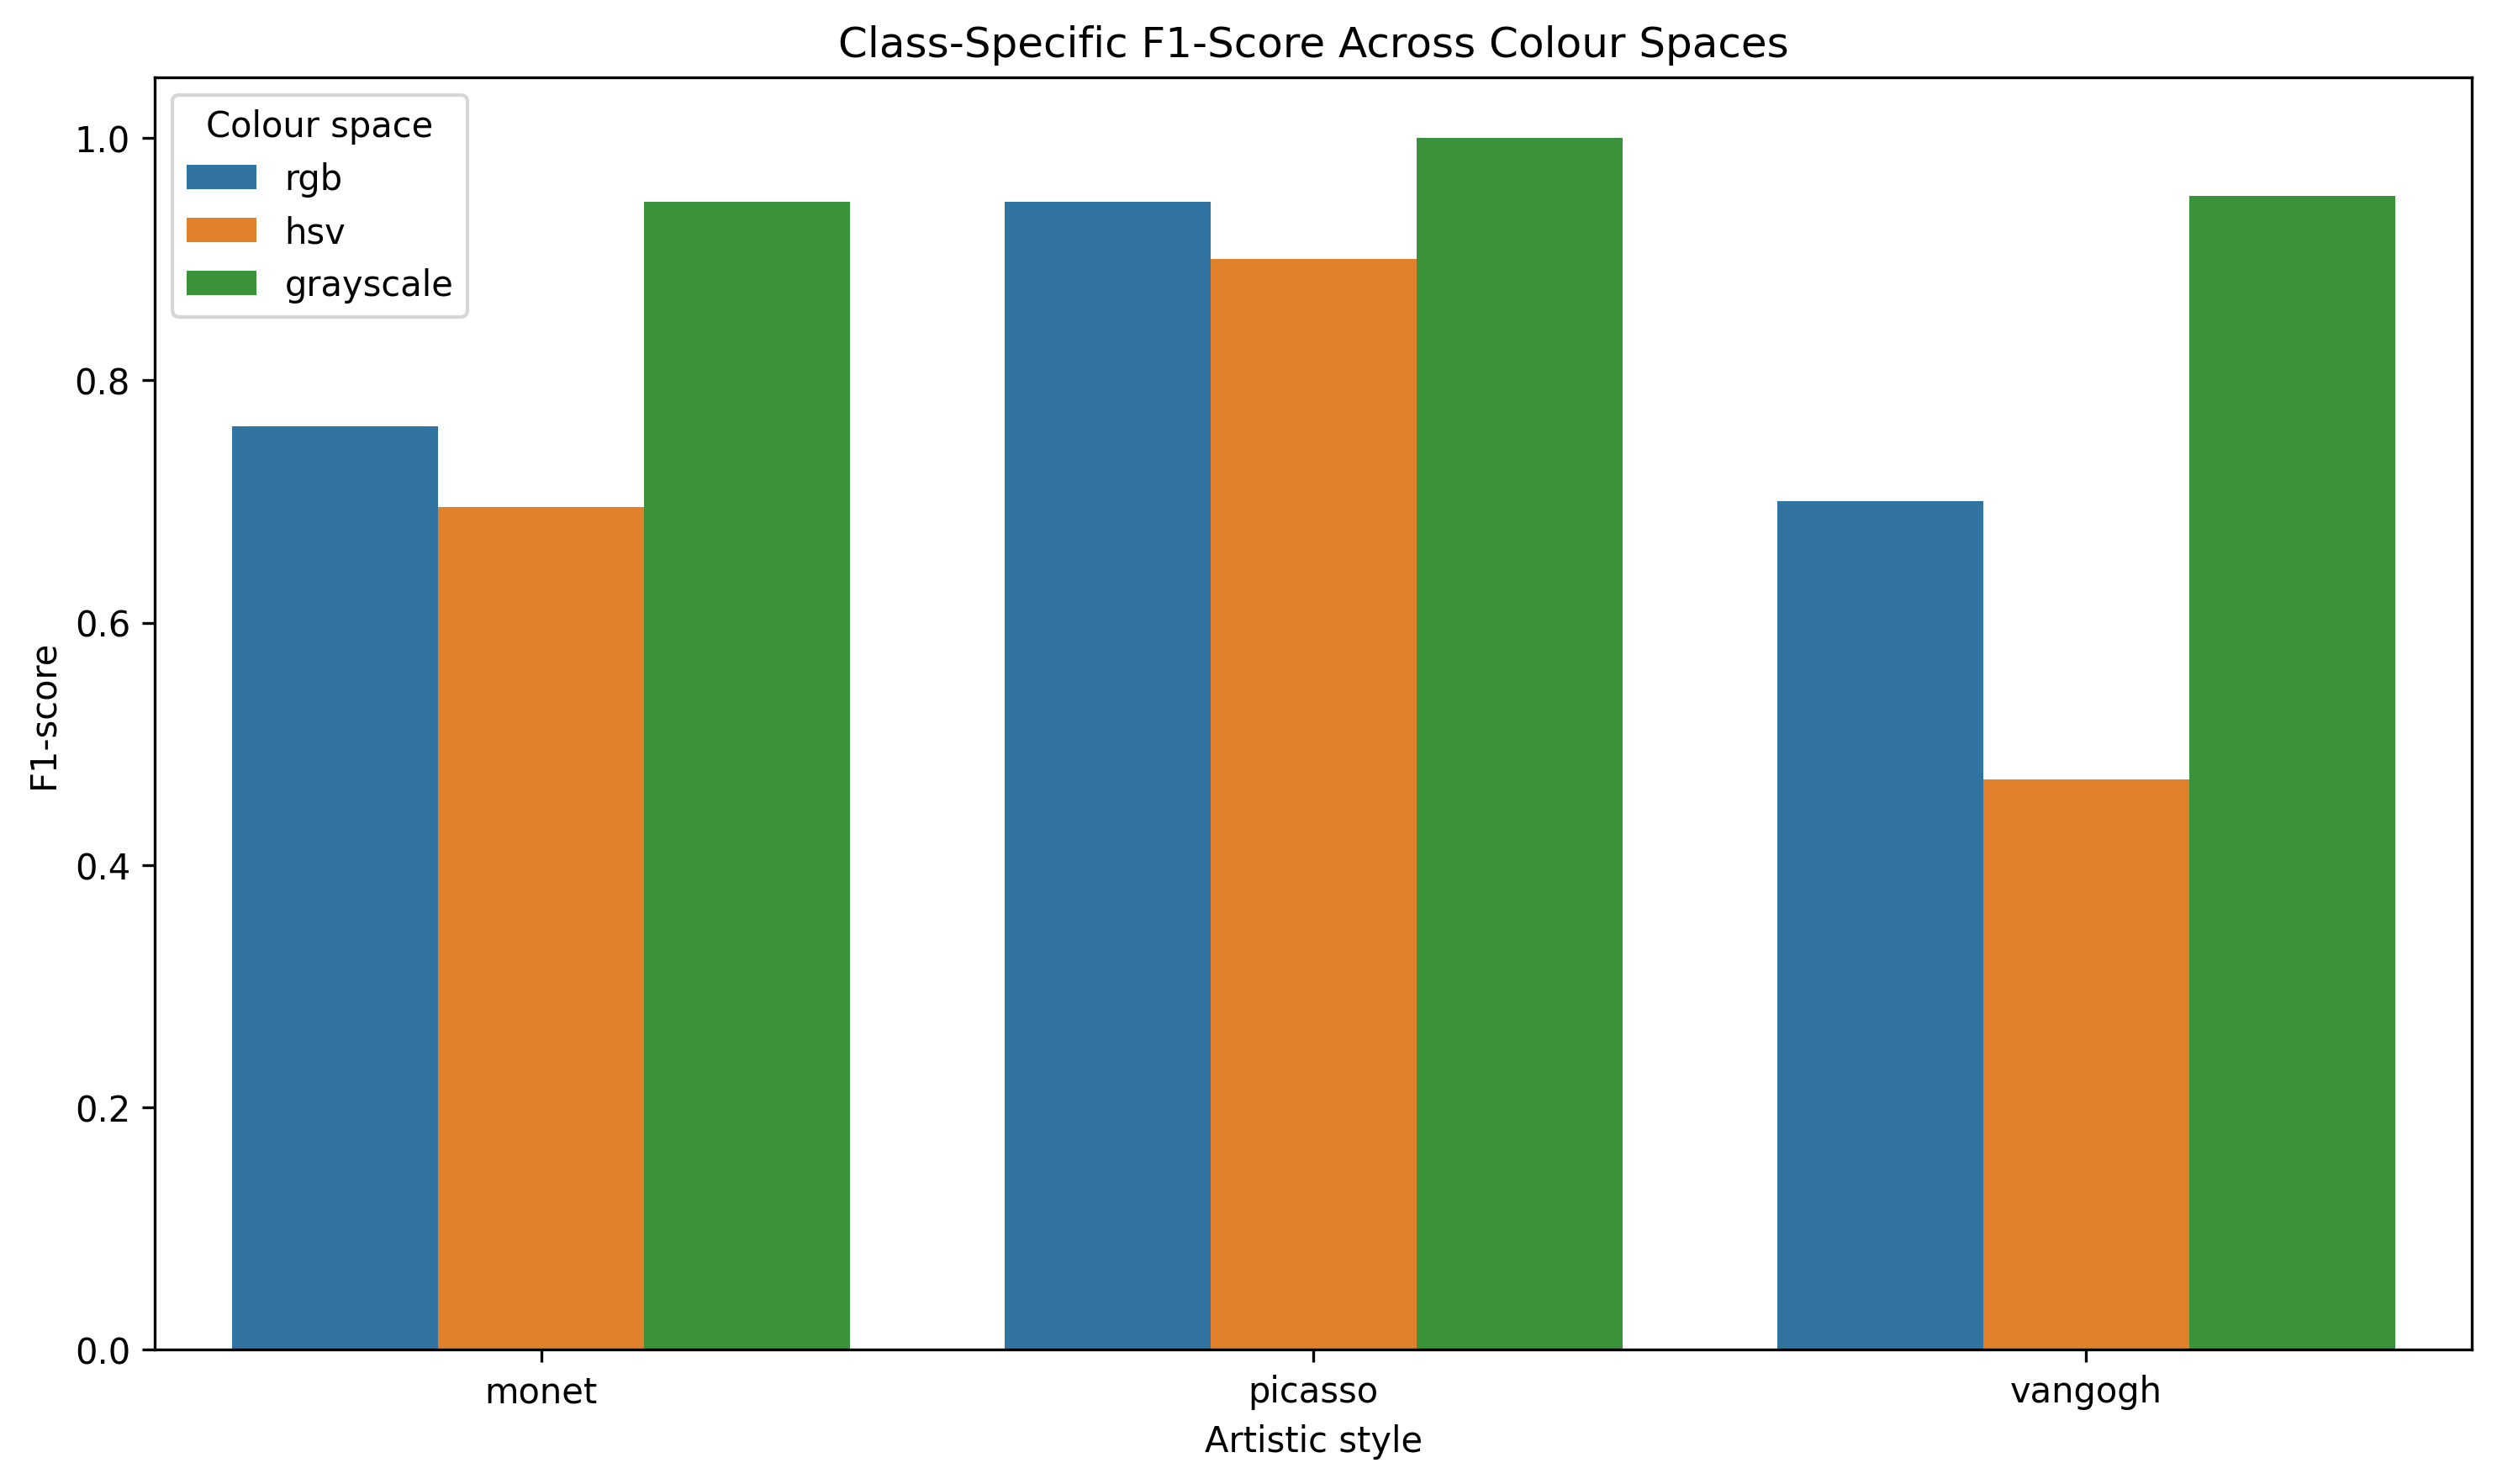 Class-Specific F1-Score Across Colour Spaces
Colour space
rgb
hsv
grayscale
1.0
0.8
0.6
0.4
0.2
0.0
F1-score
monet
picasso
vangogh
Artistic style